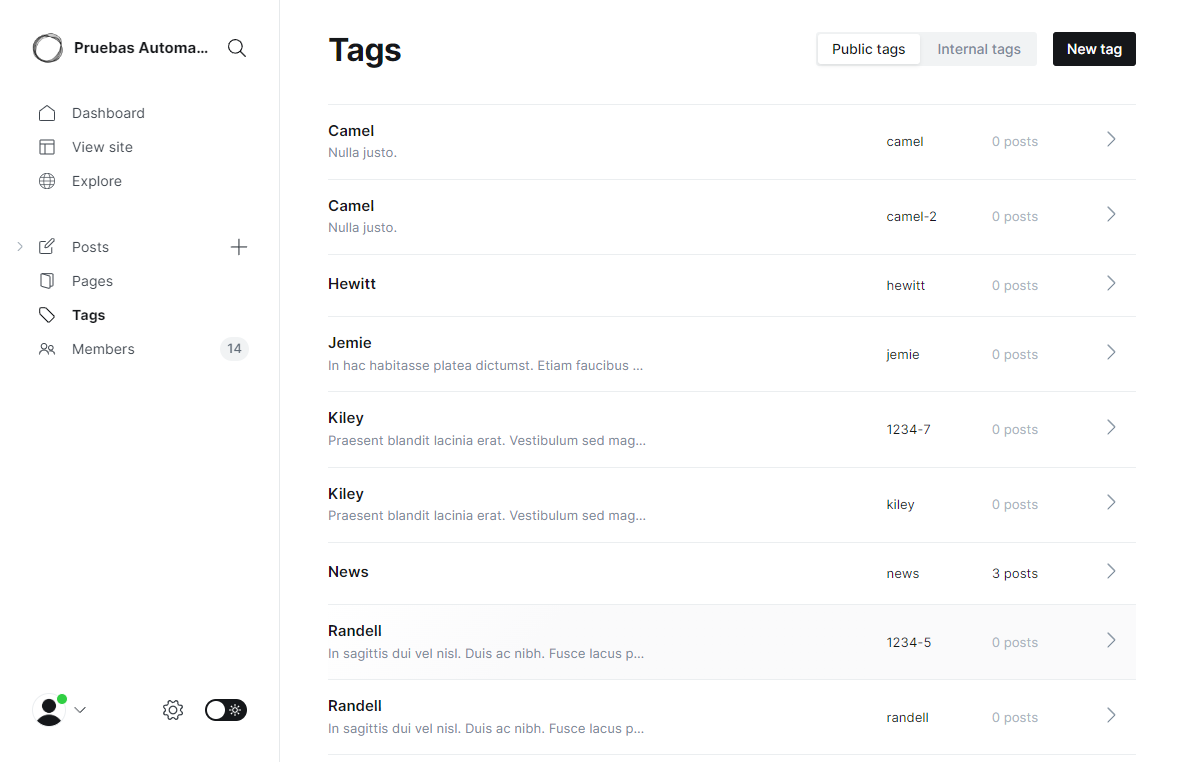 Pruebas Automa...
Dashboard
View site
Explore
Posts
Pages
Tags
Members 14
Tags
Public tags Internal tags New tag
Camel
Nulla justo.
camel 0 posts
Camel
Nulla justo.
camel-2 0 posts
Hewitt hewitt 0 posts
Jemie
In hac habitasse platea dictumst. Etiam faucibus ...
jemie 0 posts
Kiley
Praesent blandit lacinia erat. Vestibulum sed mag...
1234-7 0 posts
Kiley
Praesent blandit lacinia erat. Vestibulum sed mag...
kiley 0 posts
News news 3 posts
Randell
In sagittis dui vel nisl. Duis ac nibh. Fusce lacus p...
1234-5 0 posts
Randell
In sagittis dui vel nisl. Duis ac nibh. Fusce lacus p...
randell 0 posts